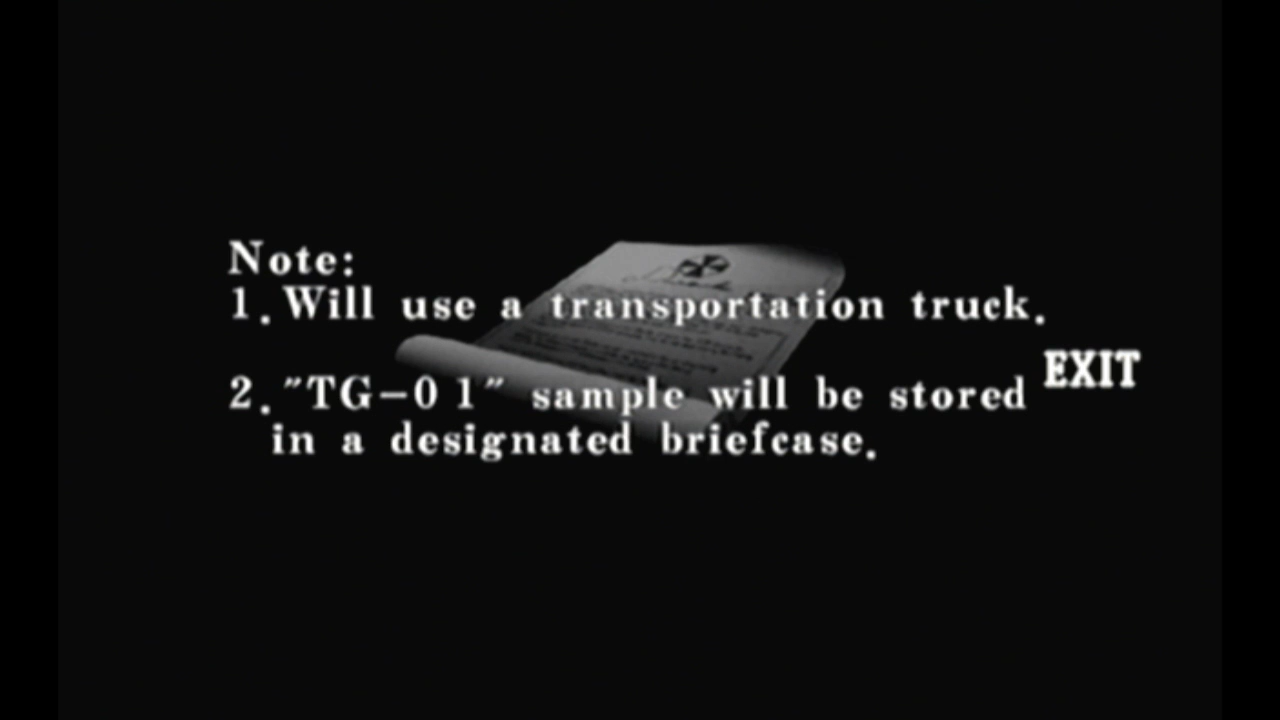 Note:
1. Will use a transportation truck.
2. "TG-01" sample will be stored
in a designated briefcase.
EXIT